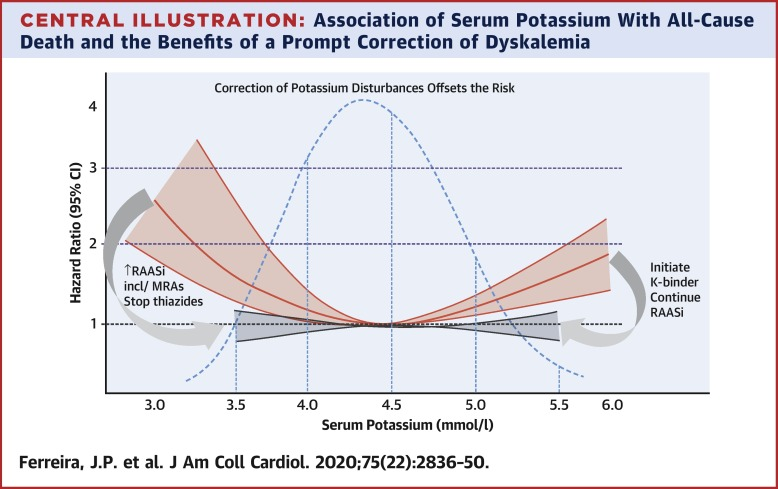 CENTRAL ILLUSTRATION: Association of Serum Potassium With All-Cause
Death and the Benefits of a Prompt Correction of Dyskalemia
Correction of Potassium Disturbances Offsets the Risk
Hazard Ratio (95% CI)
4
3
2
1
↑RAASi
incl/ MRAs
Stop thiazides
Initiate
K-binder
Continue
RAASi
3.0 3.5 4.0 4.5 5.0 5.5 6.0
Serum Potassium (mmol/l)
Ferreira, J.P. et al. J Am Coll Cardiol. 2020;75(22):2836–50.